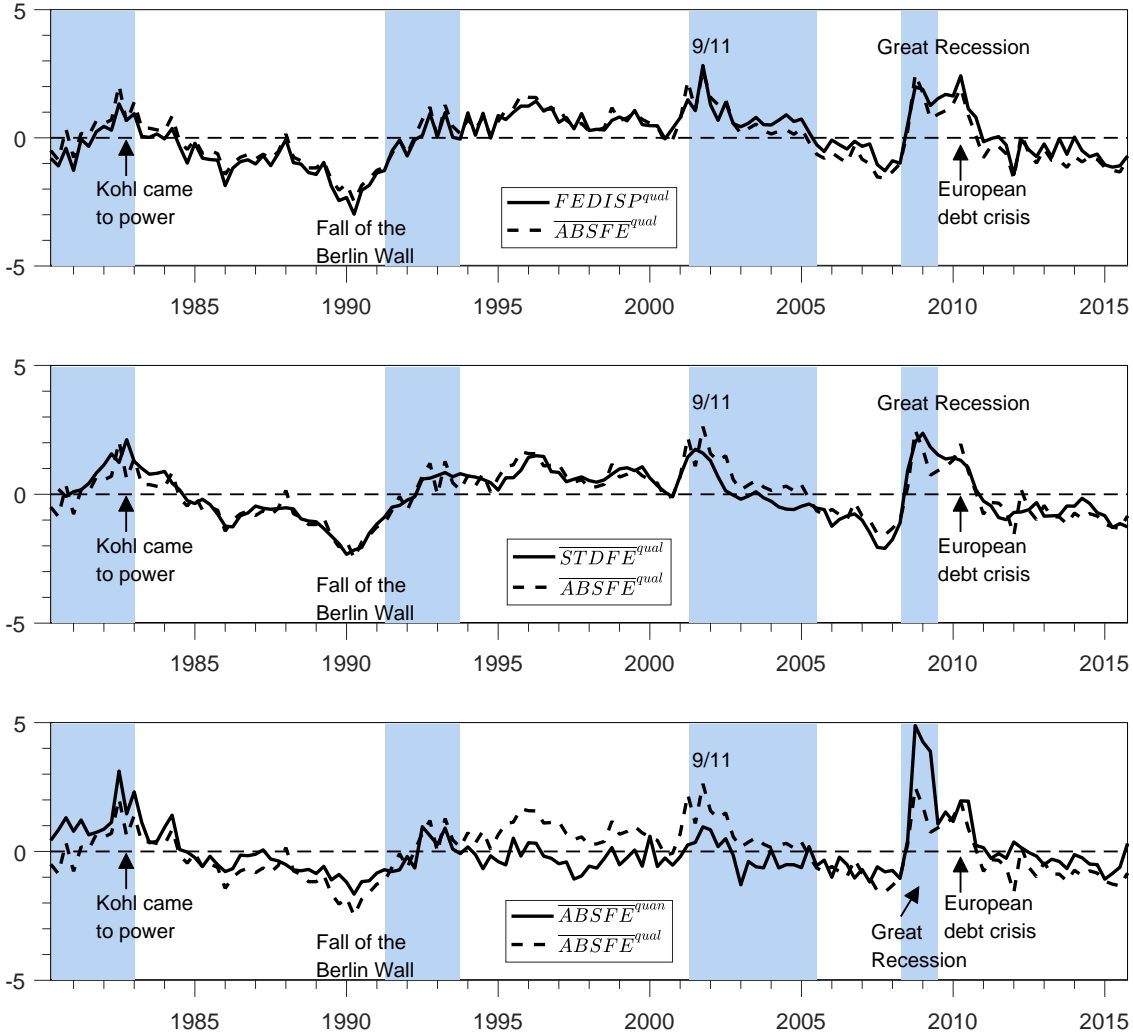 5
9/11
Great Recession
0
Kohl came
to power
Fall of the
Berlin Wall
FEDISP^qual
ABSFE^qual
European
debt crisis
-5
1985 1990 1995 2000 2005 2010 2015
5
9/11
Great Recession
0
Kohl came
to power
Fall of the
Berlin Wall
STDFE^qual
ABSFE^qual
European
debt crisis
-5
1985 1990 1995 2000 2005 2010 2015
5
9/11
0
Kohl came
to power
Fall of the
Berlin Wall
ABSFE^quan
ABSFE^qual
Great
Recession
European
debt crisis
-5
1985 1990 1995 2000 2005 2010 2015